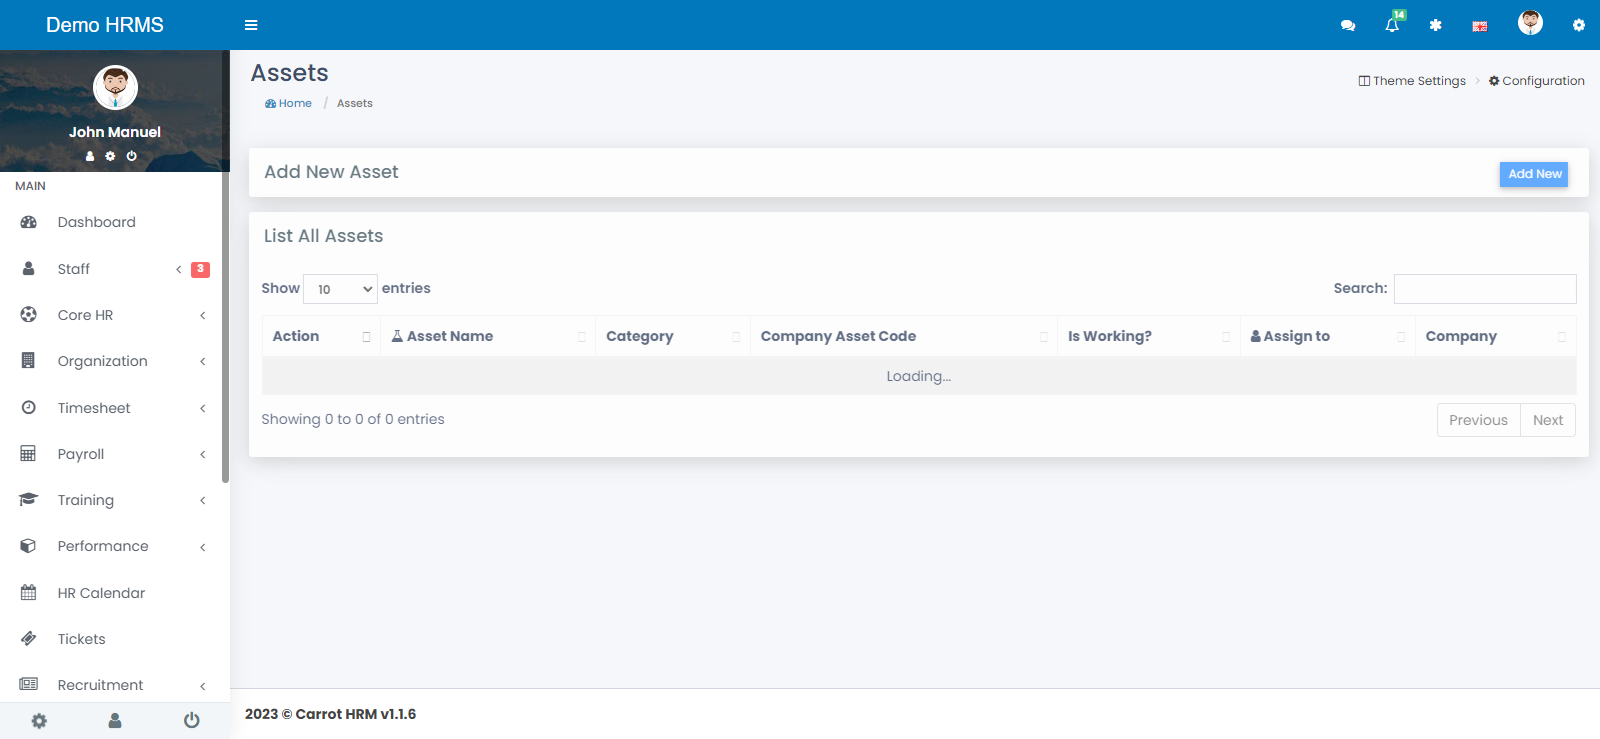 Demo HRMS
14
John Manuel
MAIN
Dashboard
Staff 3
Core HR
Organization
Timesheet
Payroll
Training
Performance
HR Calendar
Tickets
Recruitment
Assets
Home / Assets
Theme Settings > Configuration
Add New Asset
Add New
List All Assets
Show 10 entries
Search:
Action Asset Name Category Company Asset Code Is Working? Assign to Company
Loading...
Showing 0 to 0 of 0 entries
Previous Next
2023 © Carrot HRM v1.1.6